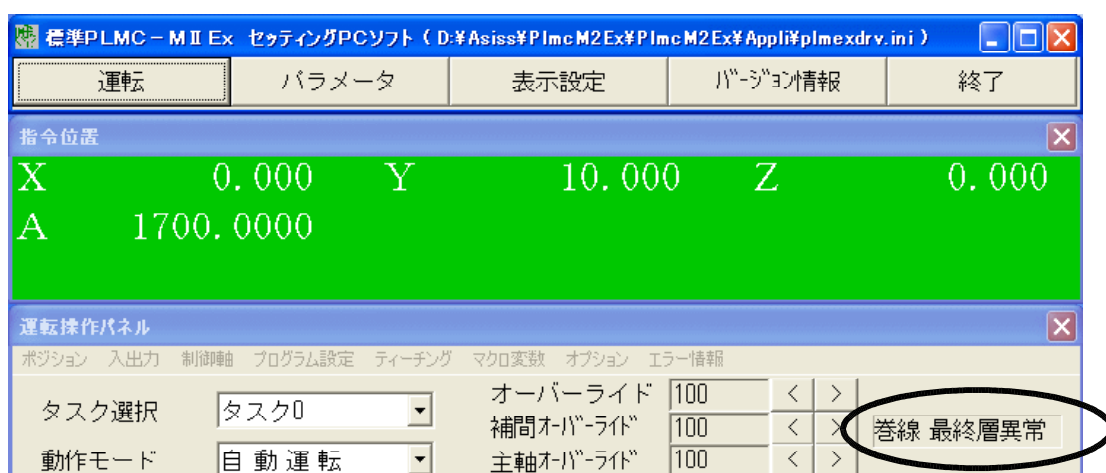 標準PLMC－MⅡEx セッティングPCソフト（ D:¥Asiss¥PlmcM2Ex¥PlmcM2Ex¥Appli¥plmexdrv.ini ）
運転 パラメータ 表示設定 ﾊﾞｰｼﾞｮﾝ情報 終了
指令位置
X 0.000 Y 10.000 Z 0.000
A 1700.0000
運転操作パネル
ポジション 入出力 制御軸 プログラム設定 ティーチング マクロ変数 オプション エラー情報
タスク選択 タスク0
オーバーライド 100 < >
補間ｵｰﾊﾞｰﾗｲﾄﾞ 100 < >
巻線 最終層異常
動作モード 自動運転
主軸ｵｰﾊﾞｰﾗｲﾄﾞ 100 < >